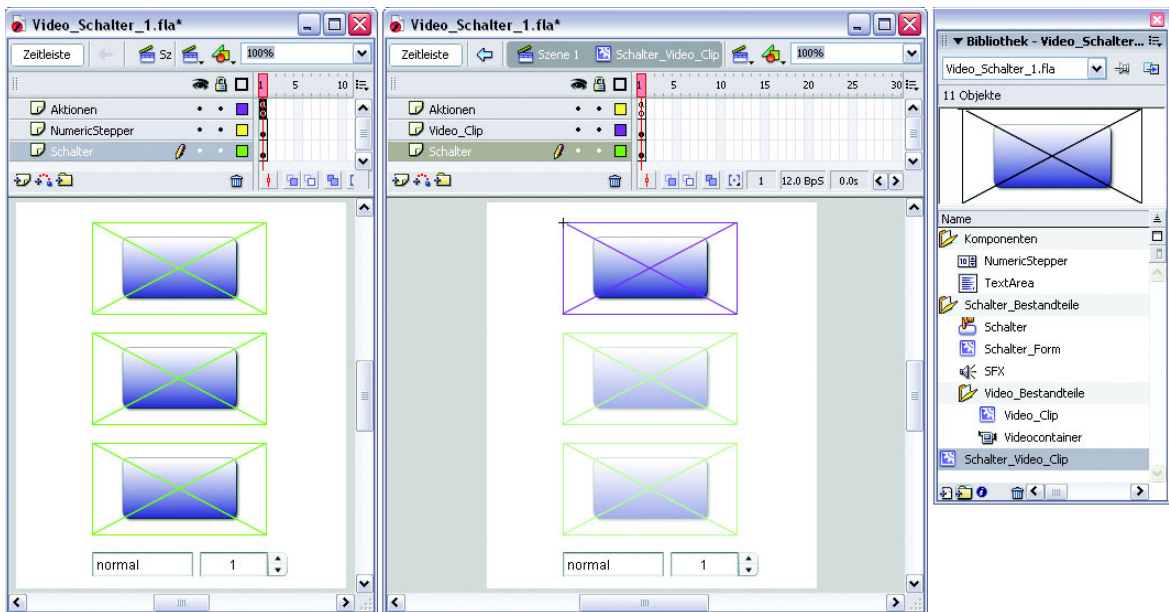 Video_Schalter_1.fla*
Zeitleiste Sz 100%
1 5 10
Aktionen
NumericStepper
Schalter
normal 1
Video_Schalter_1.fla*
Zeitleiste Szene 1 Schalter_Video_Clip 100%
1 5 10 15 20 25 30
Aktionen
Video_Clip
Schalter
1 12.0 BpS 0.0s
normal 1
Bibliothek - Video_Schalter...
Video_Schalter_1.fla
11 Objekte
Name
Komponenten
NumericStepper
TextArea
Schalter_Bestandteile
Schalter
Schalter_Form
SFX
Video_Bestandteile
Video_Clip
Videocontainer
Schalter_Video_Clip